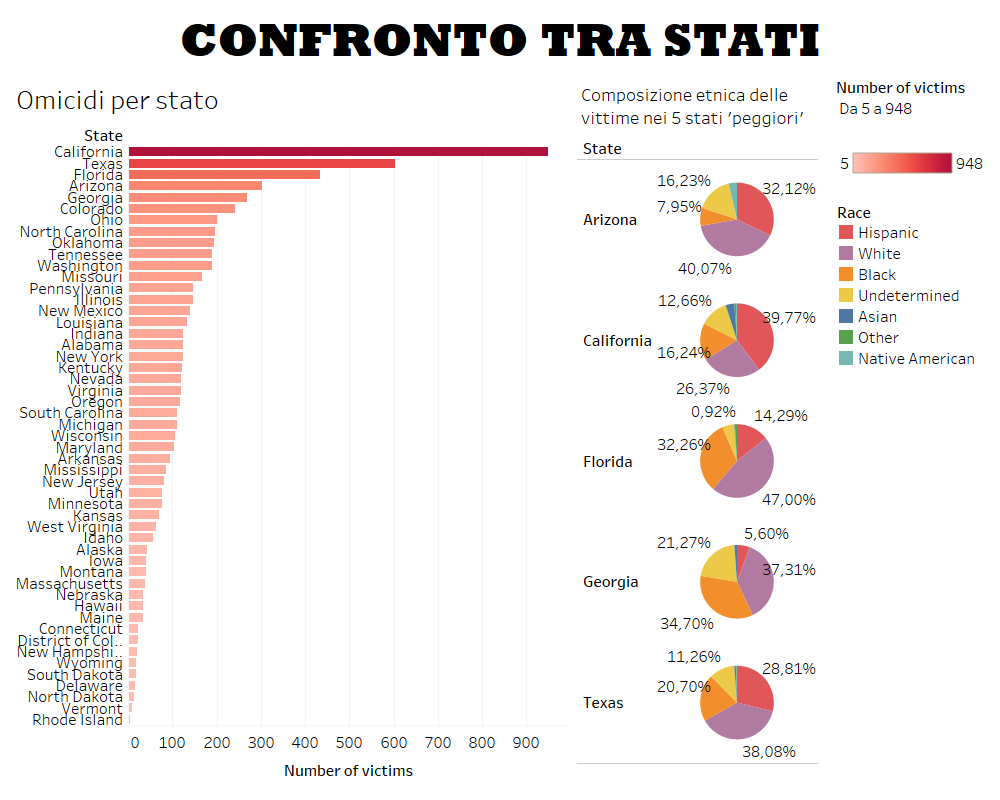 CONFRONTO TRA STATI
Omicidi per stato
State
California
Texas
Florida
Arizona
Georgia
Colorado
Ohio
North Carolina
Oklahoma
Tennessee
Washington
Missouri
Pennsylvania
Illinois
New Mexico
Louisiana
Indiana
Alabama
New York
Kentucky
Nevada
Virginia
Oregon
South Carolina
Michigan
Wisconsin
Maryland
Arkansas
Mississippi
New Jersey
Utah
Minnesota
Kansas
West Virginia
Idaho
Alaska
Iowa
Montana
Massachusetts
Nebraska
Hawaii
Maine
Connecticut
District of Col..
New Hampshi..
Wyoming
South Dakota
Delaware
North Dakota
Vermont
Rhode Island
0 100 200 300 400 500 600 700 800 900
Number of victims
Composizione etnica delle
vittime nei 5 stati 'peggiori'
State
Arizona
16,23%
32,12%
7,95%
40,07%
California
12,66%
39,77%
16,24%
26,37%
Florida
0,92%
14,29%
32,26%
47,00%
Georgia
5,60%
21,27%
37,31%
34,70%
Texas
11,26%
28,81%
20,70%
38,08%
Number of victims
Da 5 a 948
5 948
Race
Hispanic
White
Black
Undetermined
Asian
Other
Native American